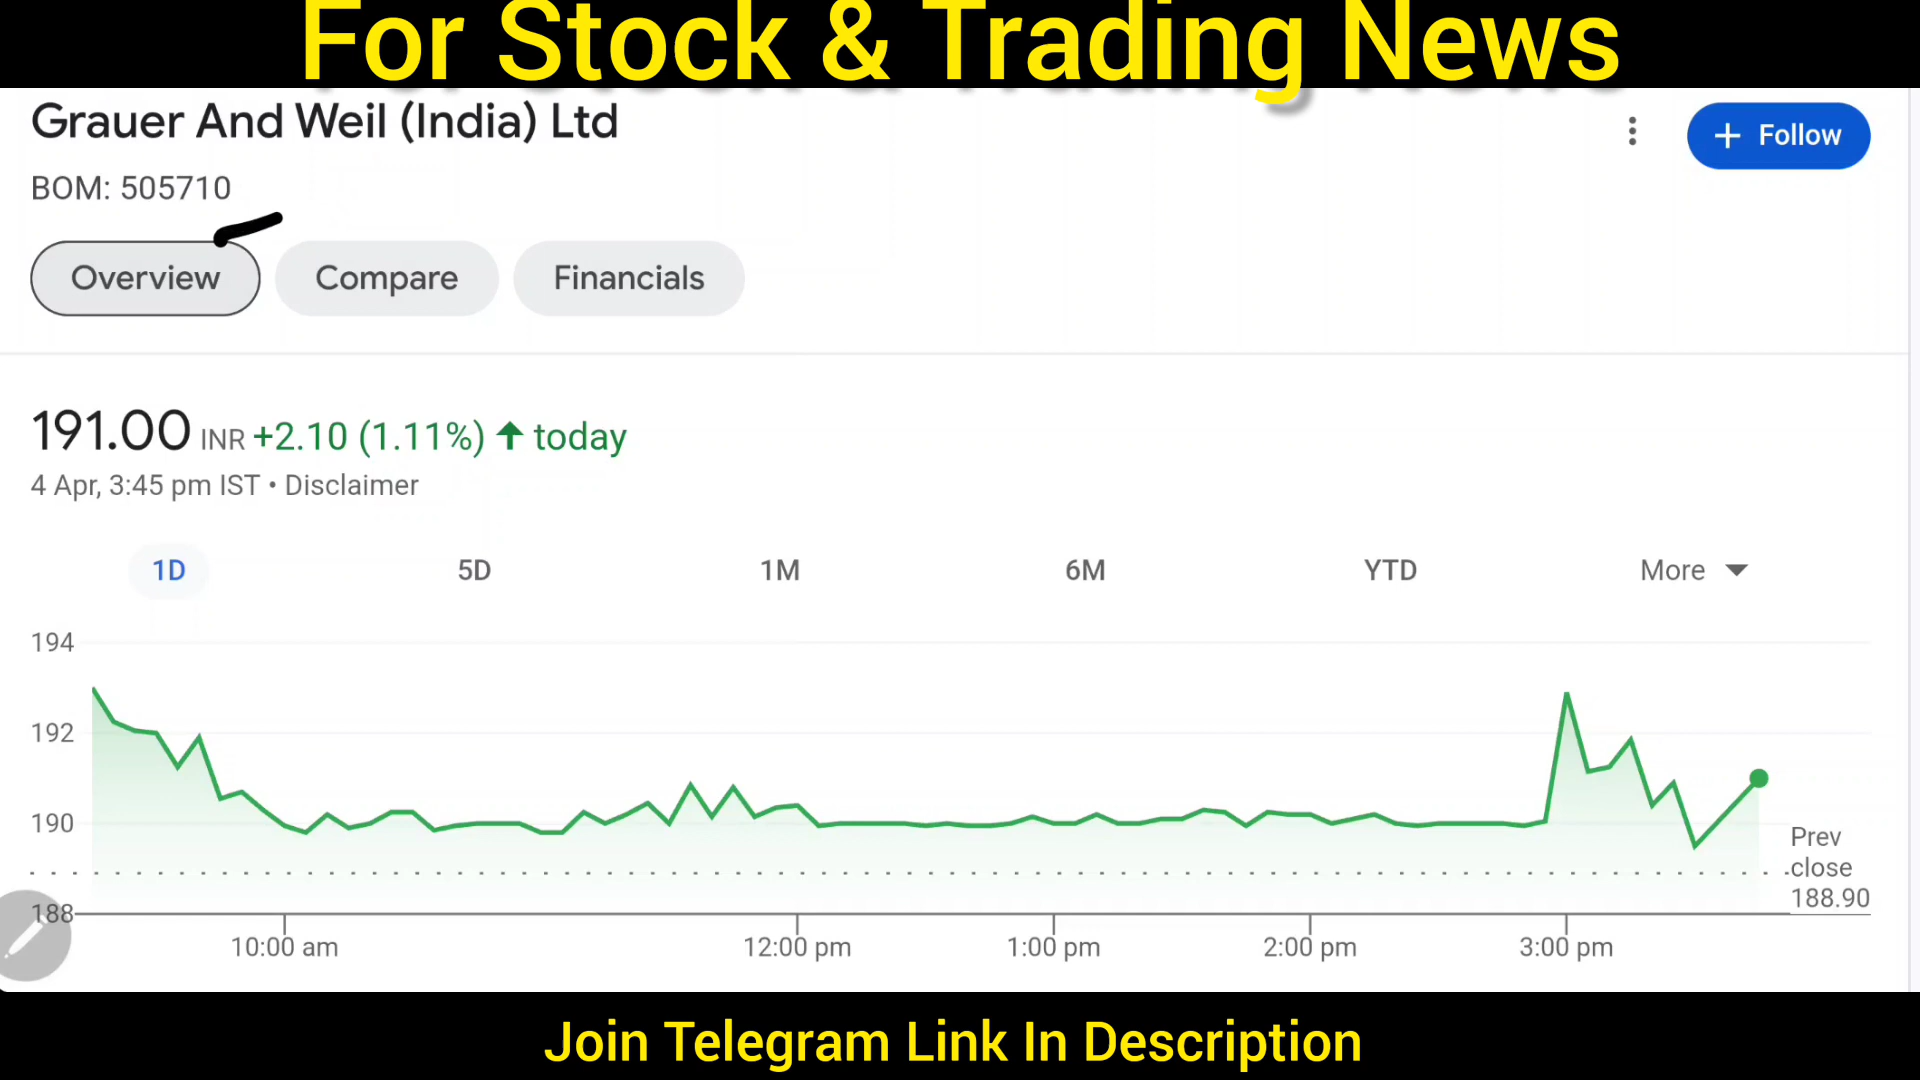 For Stock & Trading News
Grauer And Weil (India) Ltd
+ Follow
BOM: 505710
Overview
Compare
Financials
191.00 INR +2.10 (1.11%) ↑ today
4 Apr, 3:45 pm IST • Disclaimer
1D 5D 1M 6M YTD More
194
192
190
188
Prev
close
188.90
10:00 am 12:00 pm 1:00 pm 2:00 pm 3:00 pm
Join Telegram Link In Description